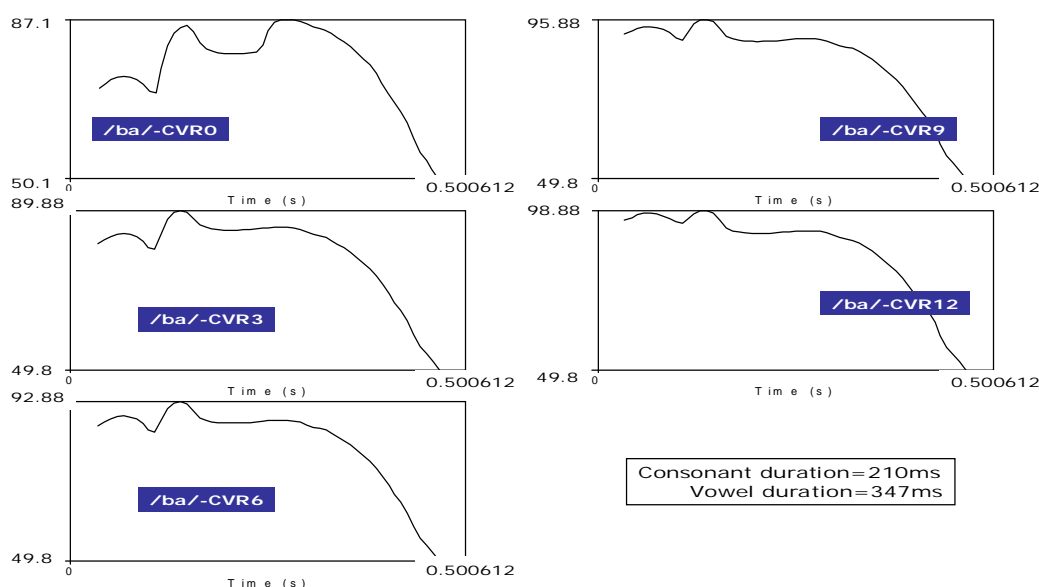 87.1
/ba/-CVR0
50.1
0
0.500612
Time (s)
89.88
/ba/-CVR3
49.8
0
0.500612
Time (s)
92.88
/ba/-CVR6
49.8
0
0.500612
Time (s)
95.88
/ba/-CVR9
49.8
0
0.500612
Time (s)
98.88
/ba/-CVR12
49.8
0
0.500612
Time (s)
Consonant duration=210ms
Vowel duration=347ms